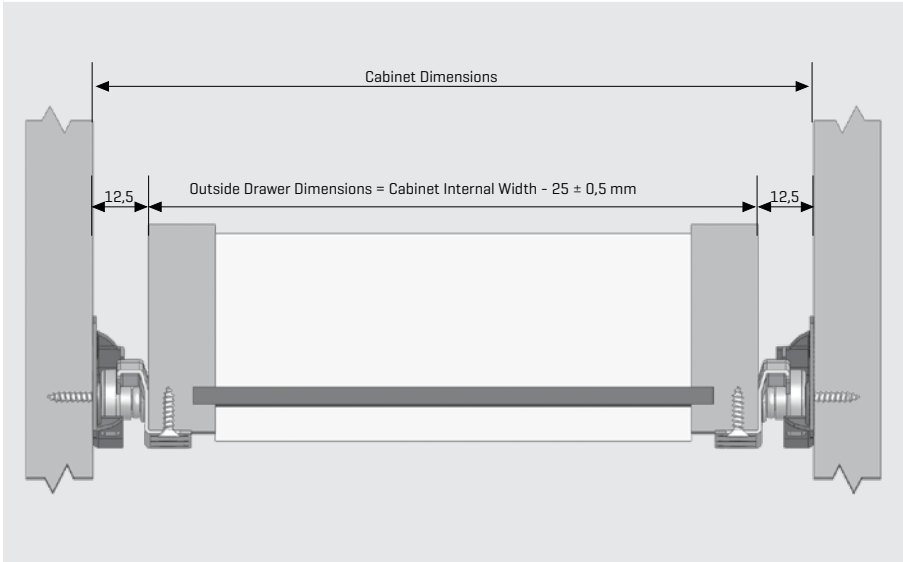 Cabinet Dimensions
Outside Drawer Dimensions = Cabinet Internal Width - 25 ± 0,5 mm
12,5
12,5